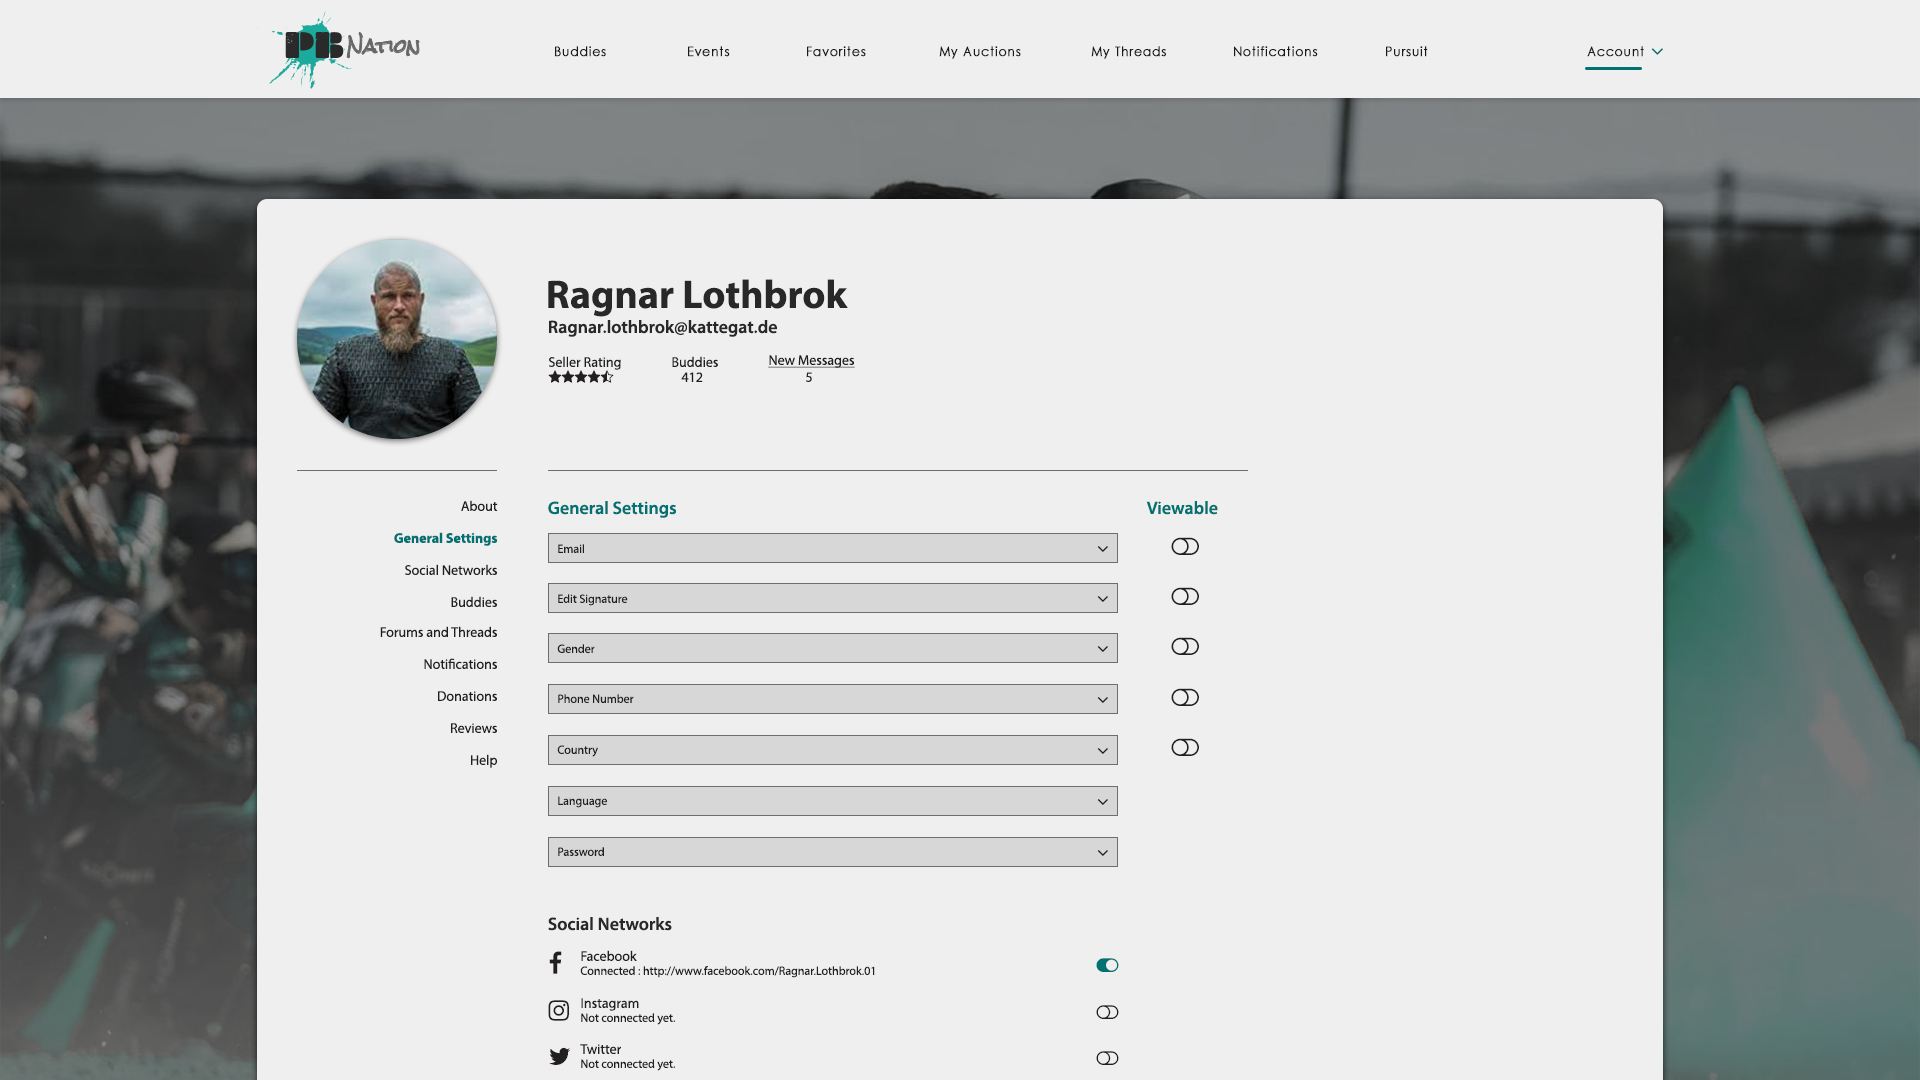 PB Nation
Buddies Events Favorites My Auctions My Threads Notifications Pursuit Account
Ragnar Lothbrok
Ragnar.lothbrok@kattegat.de
Seller Rating Buddies New Messages
412 5
About
General Settings
Social Networks
Buddies
Forums and Threads
Notifications
Donations
Reviews
Help
General Settings Viewable
Email
Edit Signature
Gender
Phone Number
Country
Language
Password
Social Networks
Facebook
Connected : http://www.facebook.com/Ragnar.Lothbrok.01
Instagram
Not connected yet.
Twitter
Not connected yet.